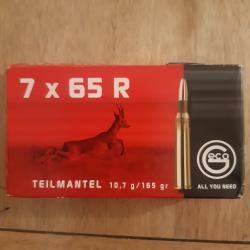 7 x 65 R
Geco
TEILMANTEL 10,7 g/165 gr
ALL YOU NEED